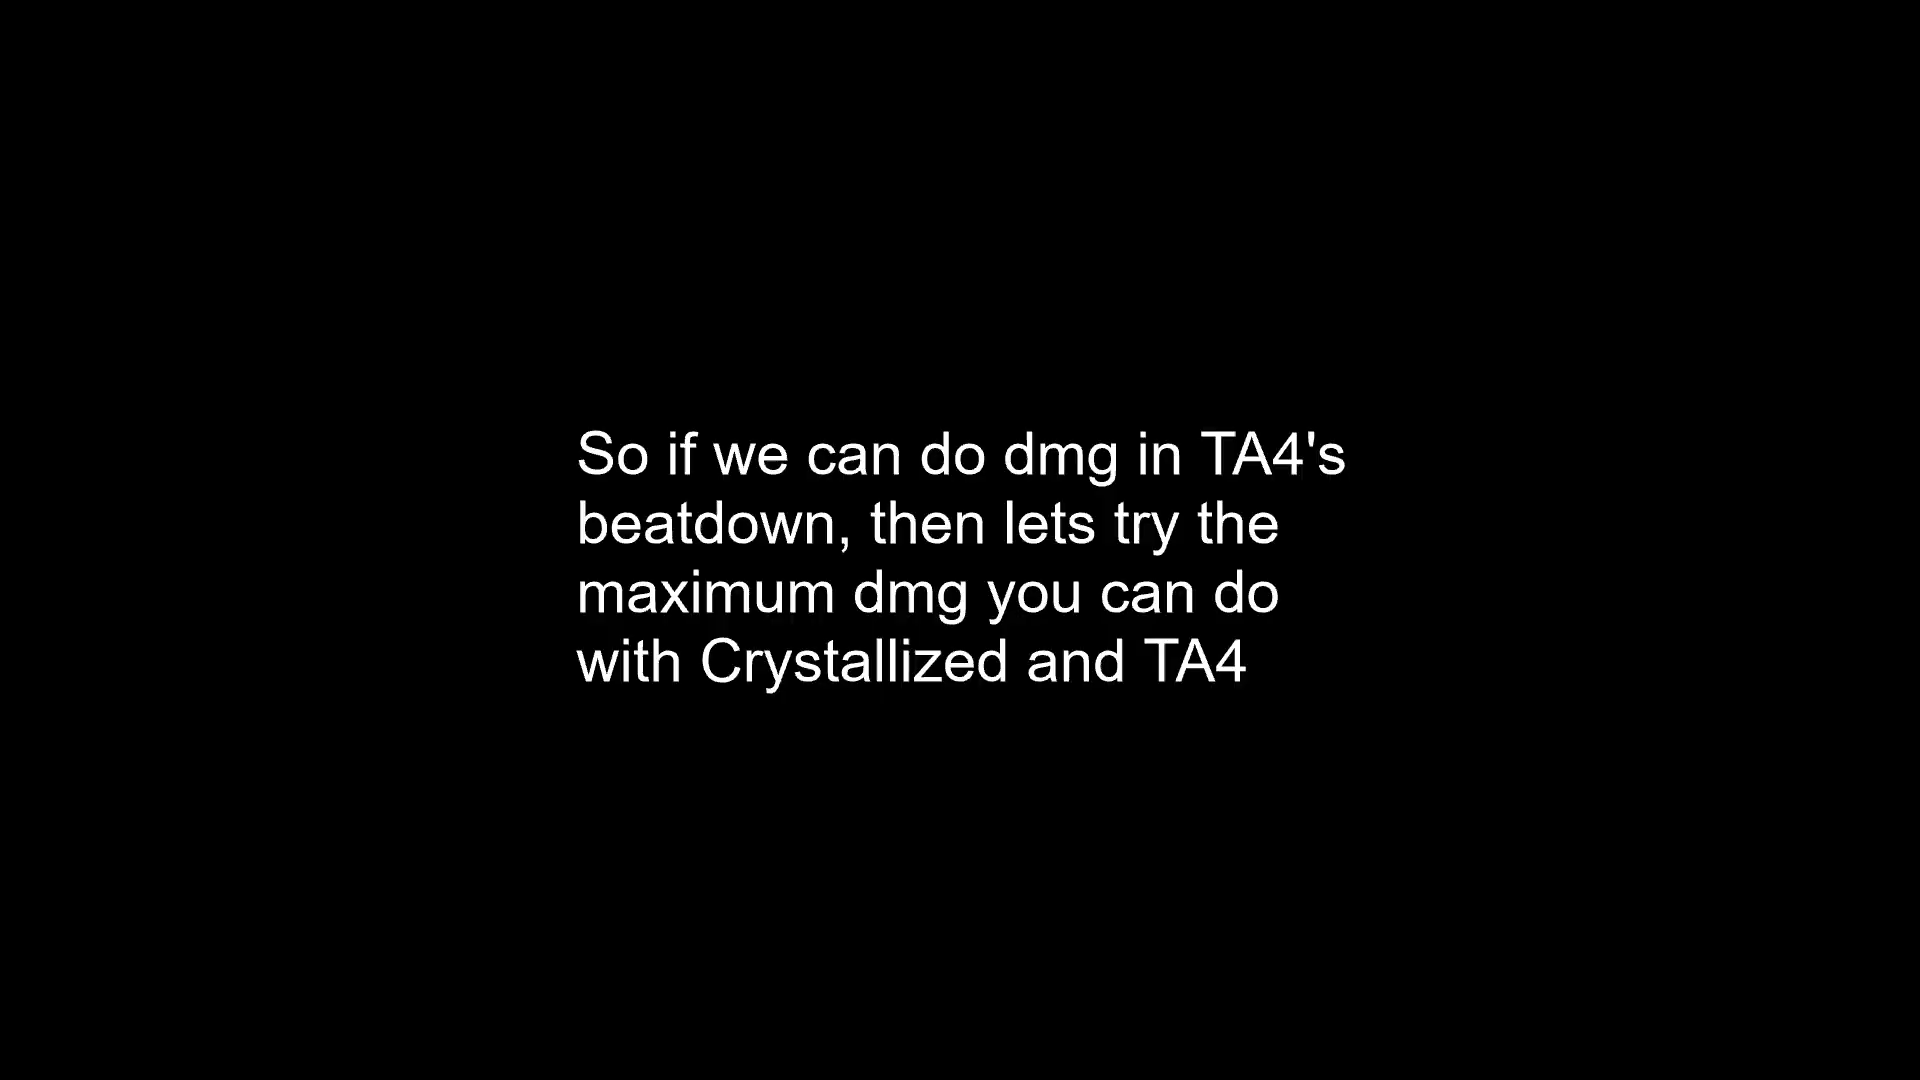 So if we can do dmg in TA4's
beatdown, then lets try the
maximum dmg you can do
with Crystallized and TA4